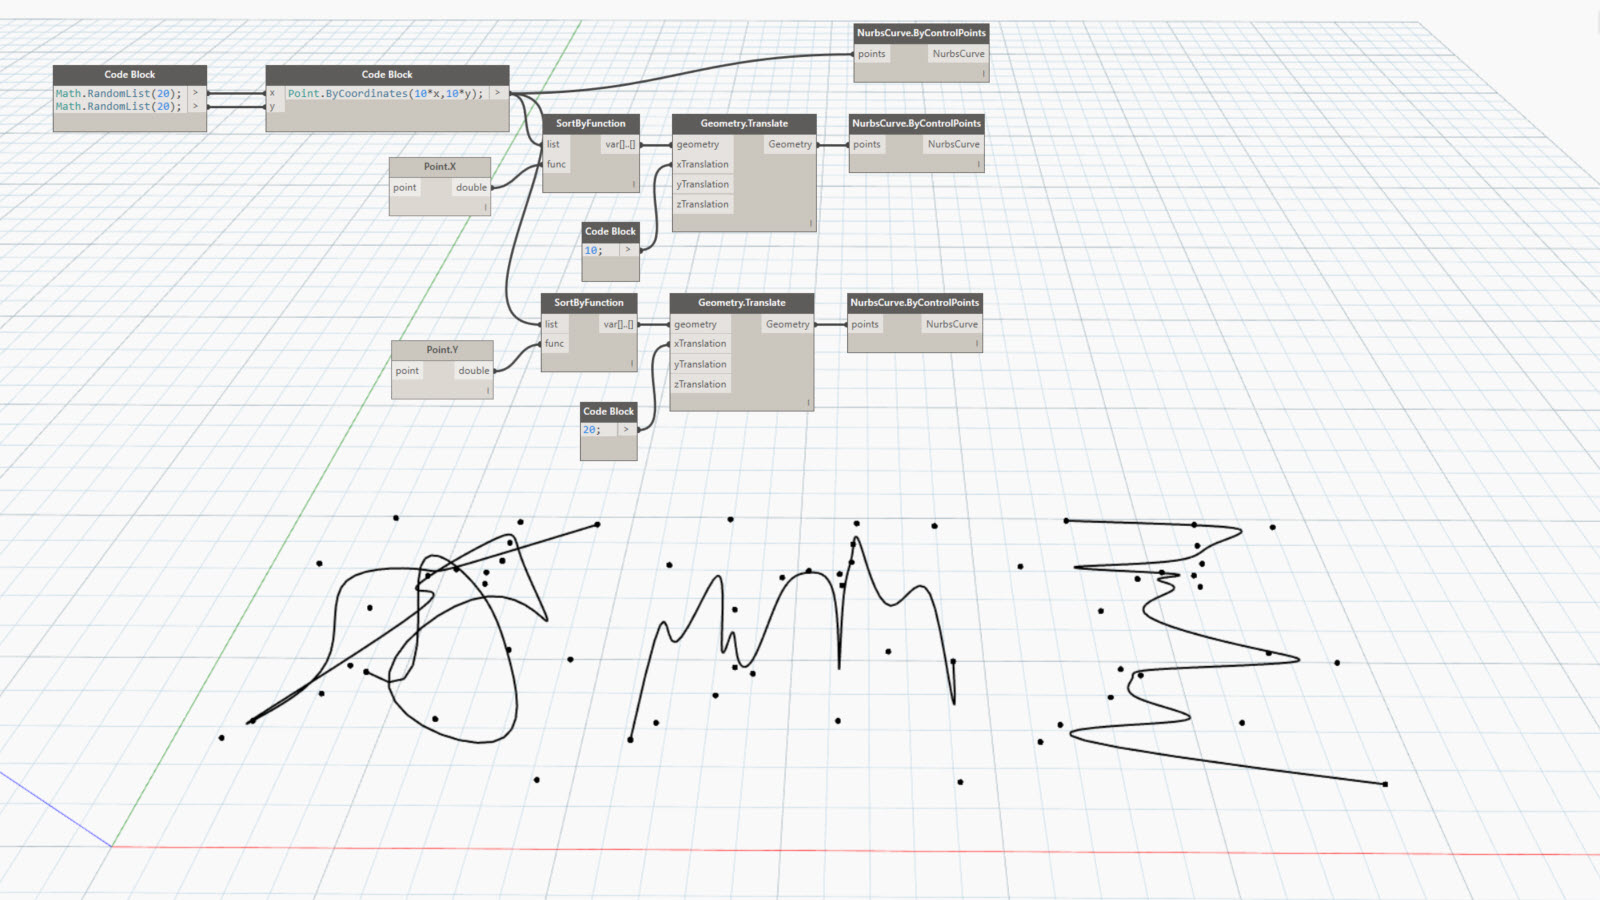 NurbsCurve.ByControlPoints
points NurbsCurve
Code Block
Math.RandomList(20); >
Math.RandomList(20); >
Code Block
x Point.ByCoordinates(10*x,10*y); >
y
SortByFunction
list var[]..[]
func
Geometry.Translate
geometry Geometry
xTranslation
yTranslation
zTranslation
NurbsCurve.ByControlPoints
points NurbsCurve
Point.X
point double
Code Block
10; >
SortByFunction
list var[]..[]
func
Geometry.Translate
geometry Geometry
xTranslation
yTranslation
zTranslation
NurbsCurve.ByControlPoints
points NurbsCurve
Point.Y
point double
Code Block
20; >